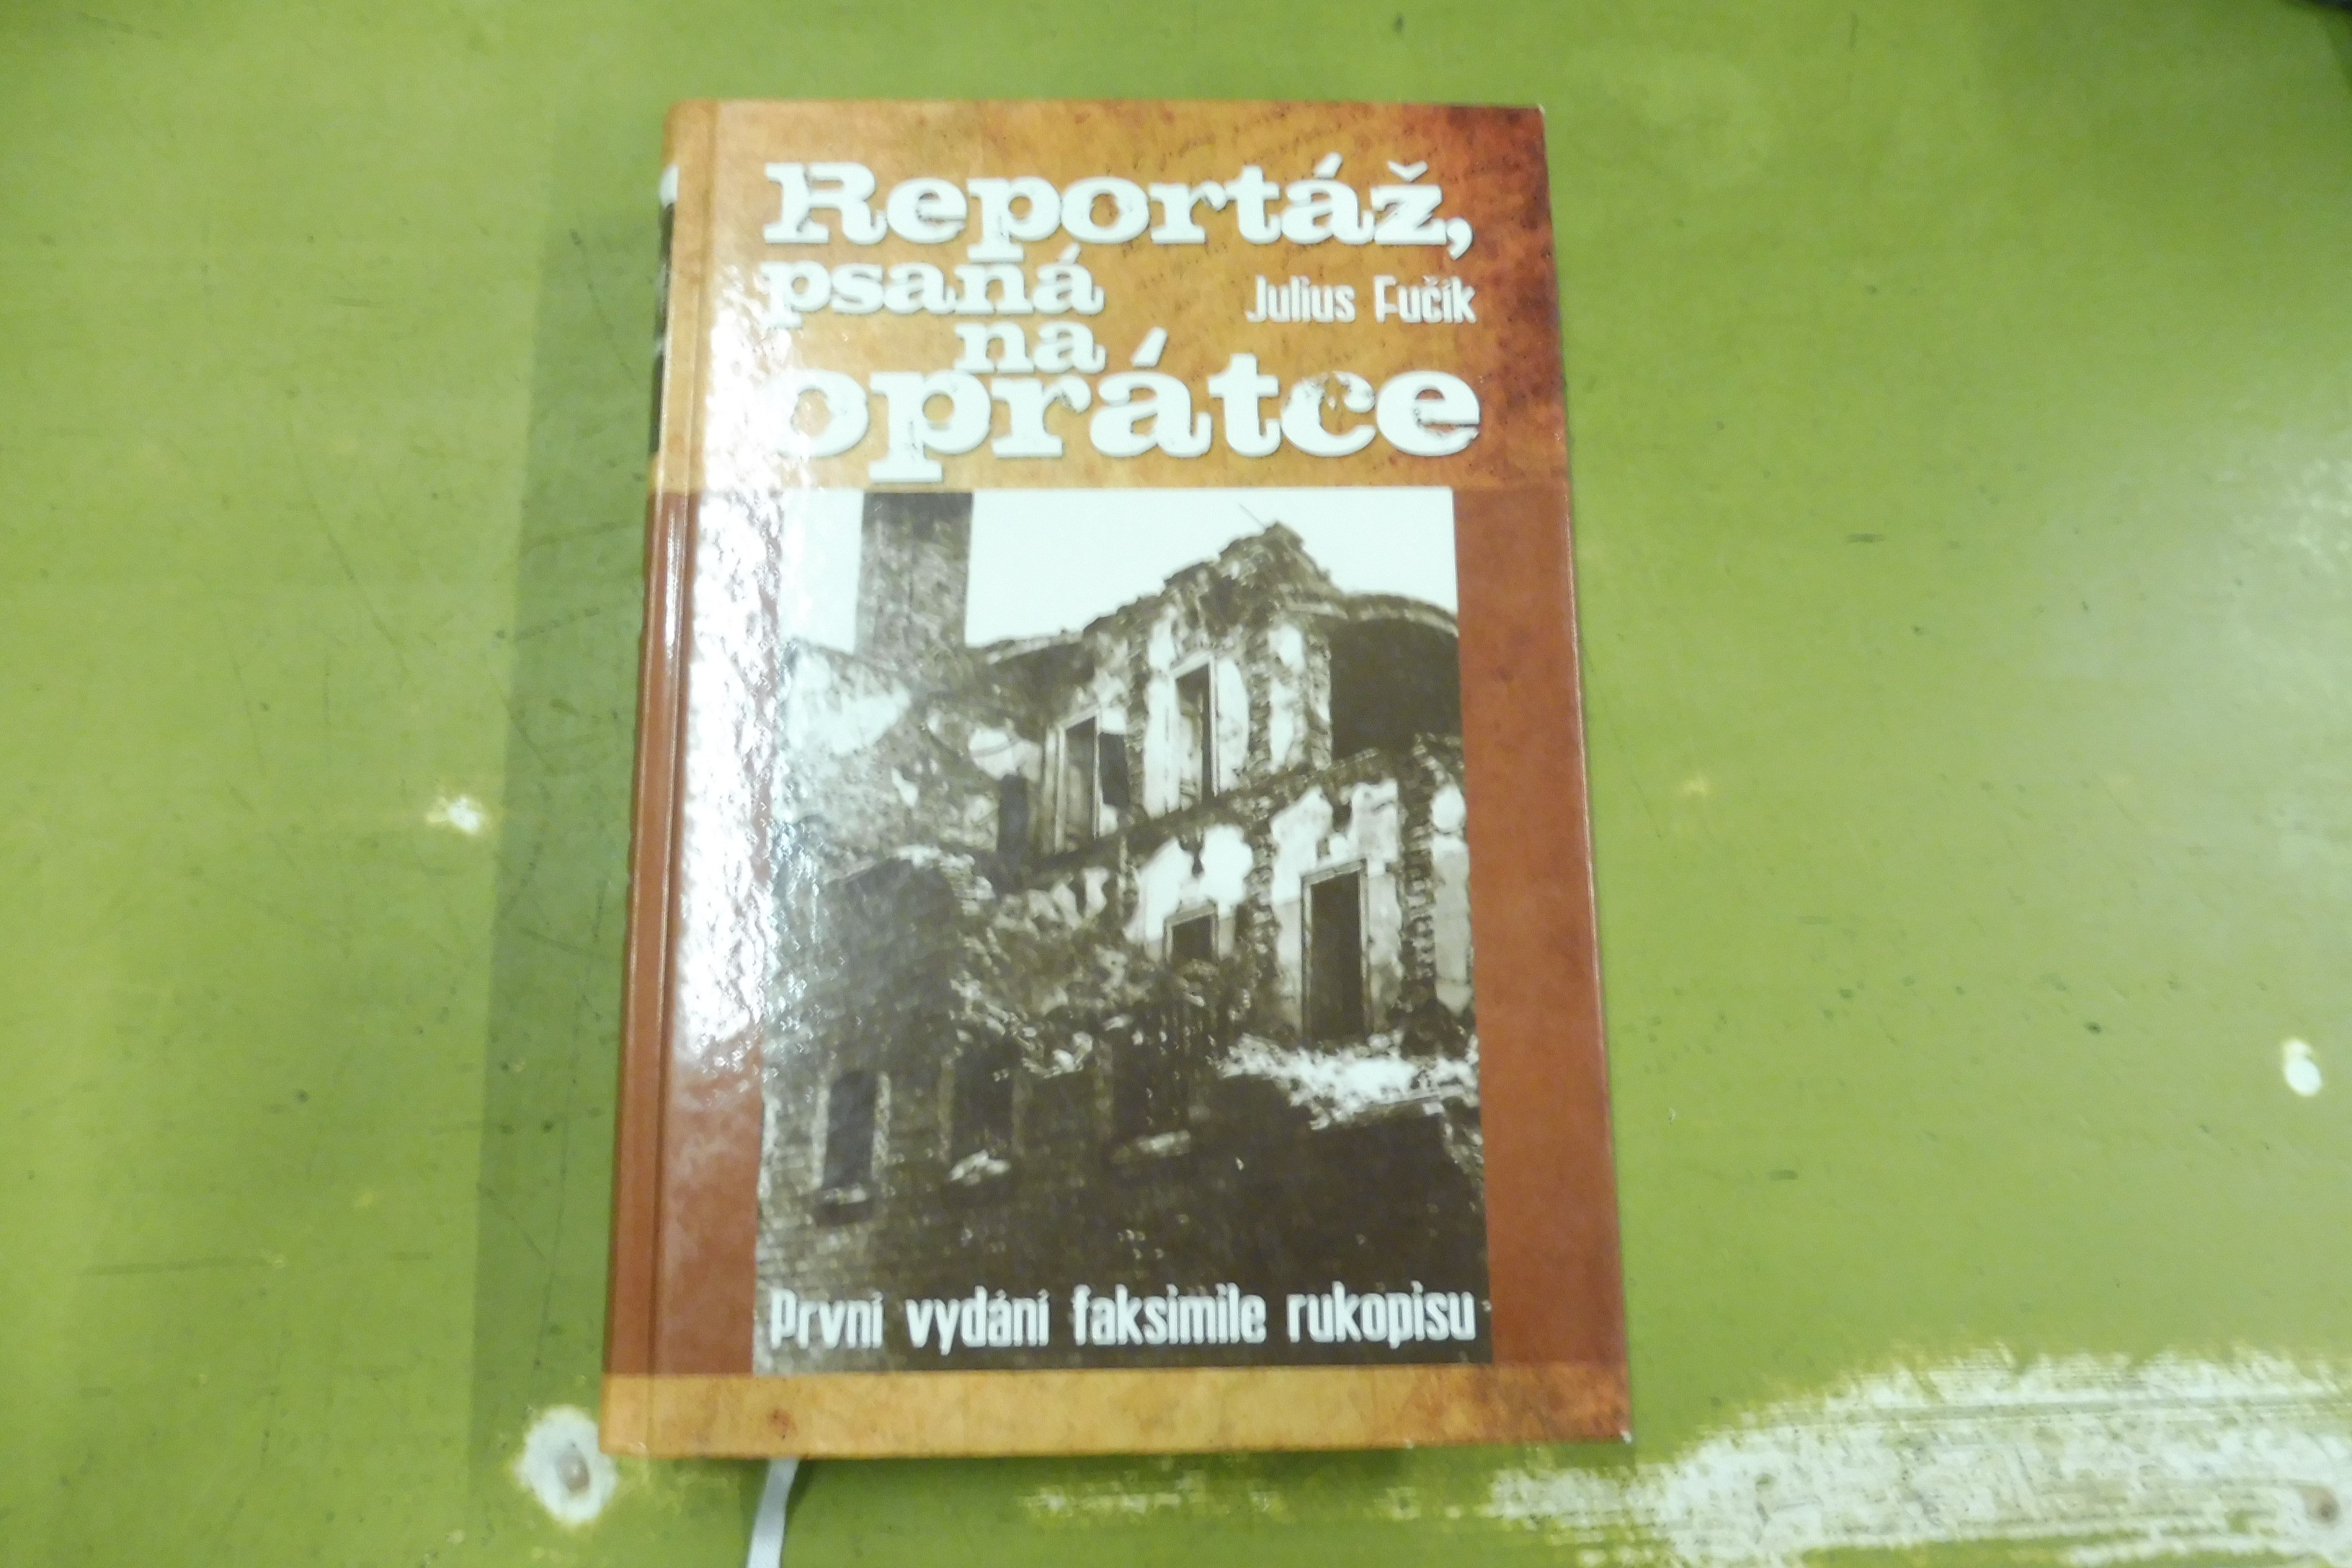 Reportáž,
psaná
Julius Fučík
na
oprátce
První vydání faksimile rukopisu